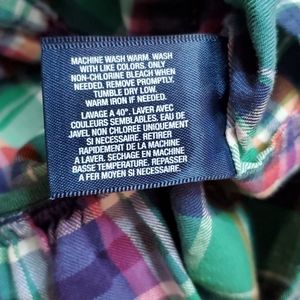 MACHINE WASH WARM. WASH
WITH LIKE COLORS. ONLY
NON-CHLORINE BLEACH WHEN
NEEDED. REMOVE PROMPTLY.
TUMBLE DRY LOW.
WARM IRON IF NEEDED.
LAVAGE A 40°. LAVER AVEC
COULEURS SEMBLABLES. EAU DE
JAVEL NON CHLOREE UNIQUEMENT
SI NECESSAIRE. RETIRER
RAPIDEMENT DE LA MACHINE
A LAVER. SECHAGE EN MACHINE
BASSE TEMPERATURE. REPASSER
A FER MOYEN SI NECESSAIRE.